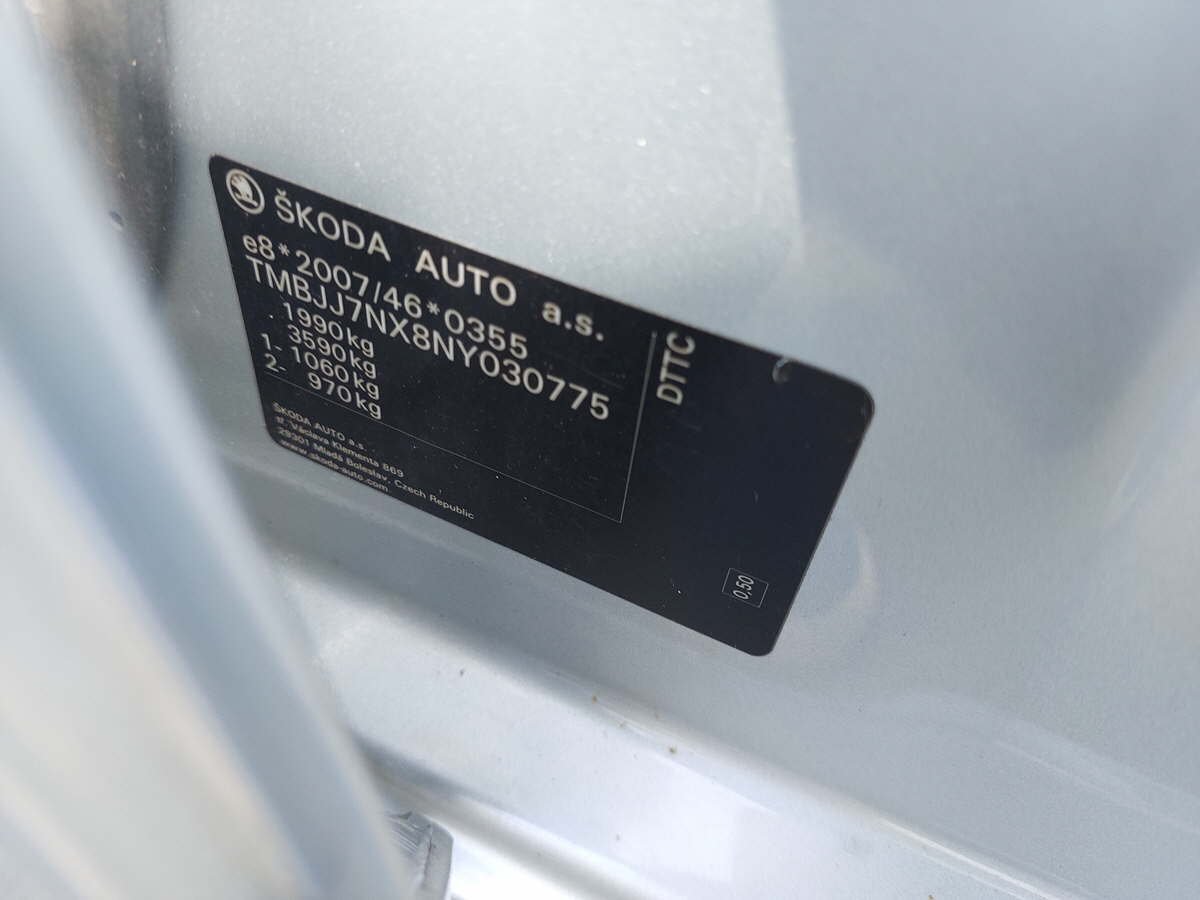 ŠKODA AUTO a.s.
e8*2007/46*0355
TMBJJ7NX8NY030775
1990kg
3590kg
1- 1060kg
2- 970kg
ŠKODA AUTO a.s.
tř. Václava Klementa 869
29301 Mladá Boleslav, Czech Republic
www.skoda-auto.com
DTTC
0,50